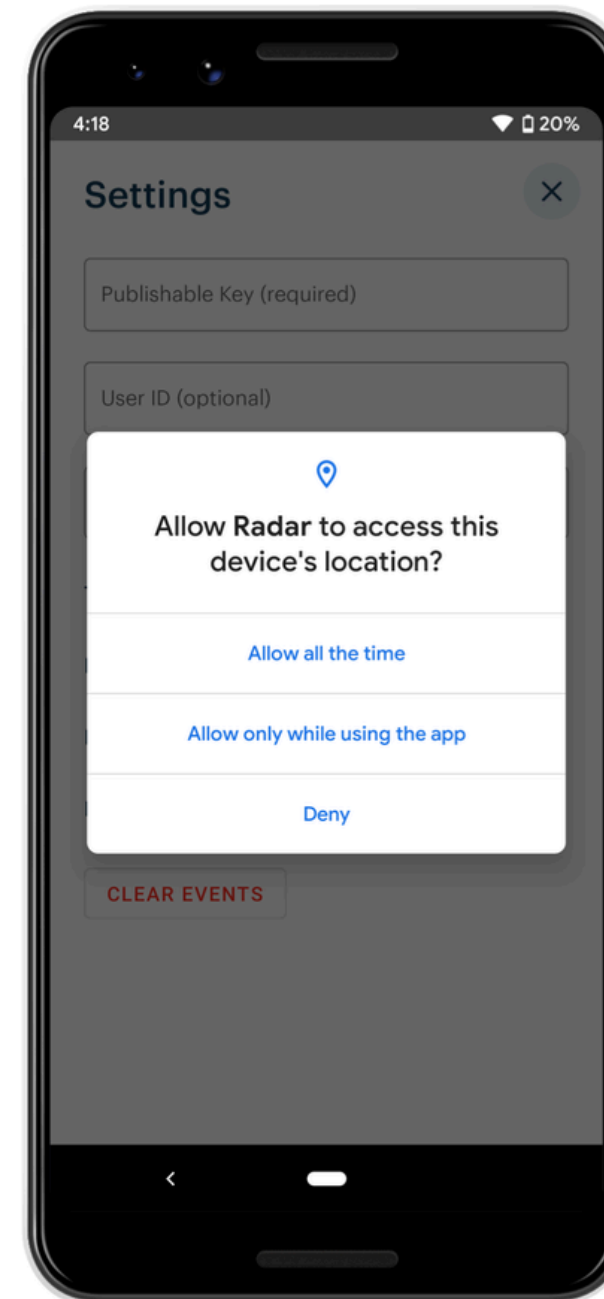 4:18
20%
Settings
Publishable Key (required)
User ID (optional)
Allow Radar to access this
device's location?
Allow all the time
Allow only while using the app
Deny
CLEAR EVENTS